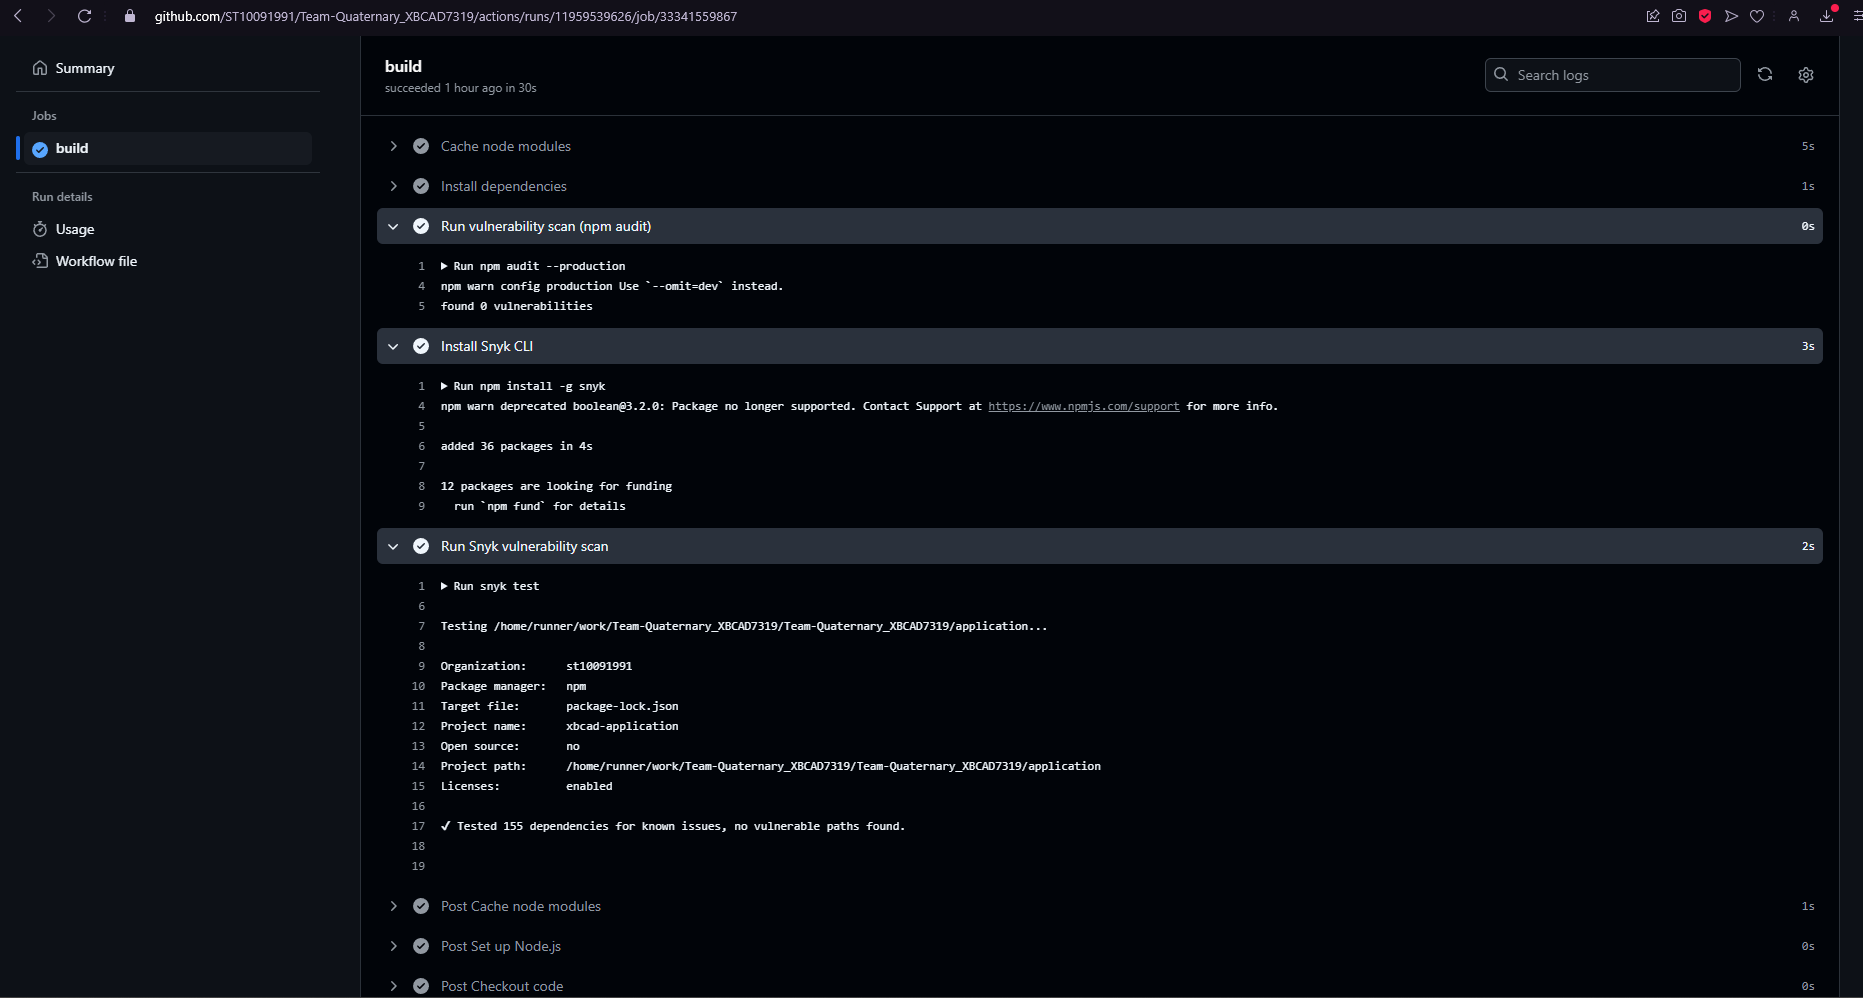 github.com/ST10091991/Team-Quaternary_XBCAD7319/actions/runs/11959539626/job/33341559867
Summary
Jobs
build
Run details
Usage
Workflow file
build
succeeded 1 hour ago in 30s
Search logs
Cache node modules 5s
Install dependencies 1s
Run vulnerability scan (npm audit) 0s
1 Run npm audit --production
4 npm warn config production Use `--omit=dev` instead.
5 found 0 vulnerabilities
Install Snyk CLI 3s
1 Run npm install -g snyk
4 npm warn deprecated boolean@3.2.0: Package no longer supported. Contact Support at https://www.npmjs.com/support for more info.
5
6 added 36 packages in 4s
7
8 12 packages are looking for funding
9 run `npm fund` for details
Run Snyk vulnerability scan 2s
1 Run snyk test
6
7 Testing /home/runner/work/Team-Quaternary_XBCAD7319/Team-Quaternary_XBCAD7319/application...
8
9 Organization: st10091991
10 Package manager: npm
11 Target file: package-lock.json
12 Project name: xbcad-application
13 Open source: no
14 Project path: /home/runner/work/Team-Quaternary_XBCAD7319/Team-Quaternary_XBCAD7319/application
15 Licenses: enabled
16
17 ✔ Tested 155 dependencies for known issues, no vulnerable paths found.
18
19
Post Cache node modules 1s
Post Set up Node.js 0s
Post Checkout code 0s